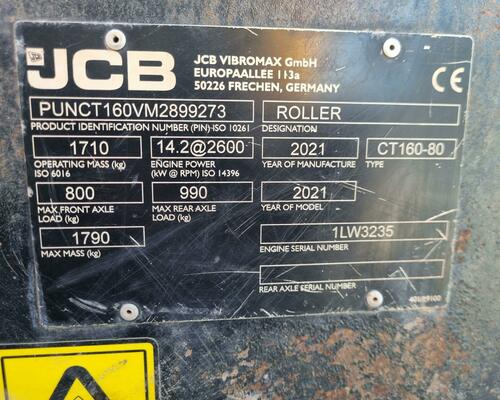 JCB
JCB VIBROMAX GmbH
EUROPAALLEE 113a
50226 FRECHEN, GERMANY
CE
PUNCT160VM2899273
ROLLER
PRODUCT IDENTIFICATION NUMBER (PIN)-ISO 10261
DESIGNATION
1710
14.2@2600
2021
CT160-80
OPERATING MASS (kg)
ISO 6016
ENGINE POWER
(kW @ RPM) ISO 14396
YEAR OF MANUFACTURE
TYPE
800
990
2021
MAX FRONT AXLE
LOAD (kg)
MAX REAR AXLE
LOAD (kg)
YEAR OF MODEL
1790
1LW3235
MAX MASS (kg)
ENGINE SERIAL NUMBER
REAR AXLE SERIAL NUMBER